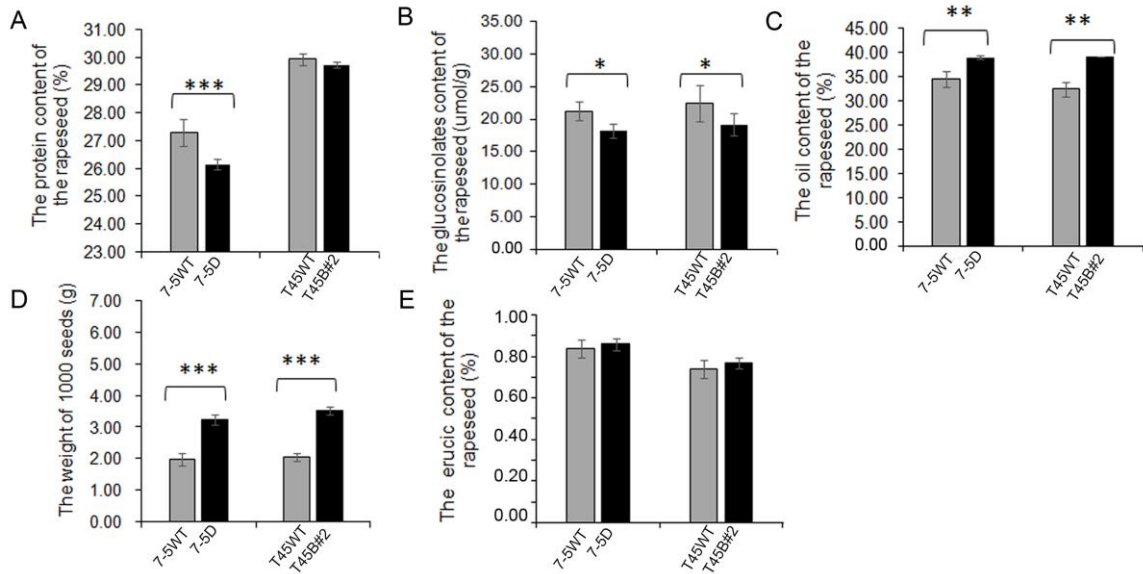 A
The protein content of
the rapeseed (%)
31.00
30.00
29.00
28.00
27.00
26.00
25.00
24.00
23.00
***
7-5WT
7-5D
T45WT
T45B#2
B
The glucosinolates content of
the rapeseed (umol/g)
35.00
30.00
25.00
20.00
15.00
10.00
5.00
0.00
*
*
7-5WT
7-5D
T45WT
T45B#2
C
The oil content of the
rapeseed (%)
45.00
40.00
35.00
30.00
25.00
20.00
15.00
10.00
5.00
0.00
**
**
7-5WT
7-5D
T45WT
T45B#2
D
The weight of 1000 seeds (g)
7.00
6.00
5.00
4.00
3.00
2.00
1.00
0.00
***
***
7-5WT
7-5D
T45WT
T45B#2
E
The erucic content of the
rapeseed (%)
1.00
0.80
0.60
0.40
0.20
0.00
7-5WT
7-5D
T45WT
T45B#2